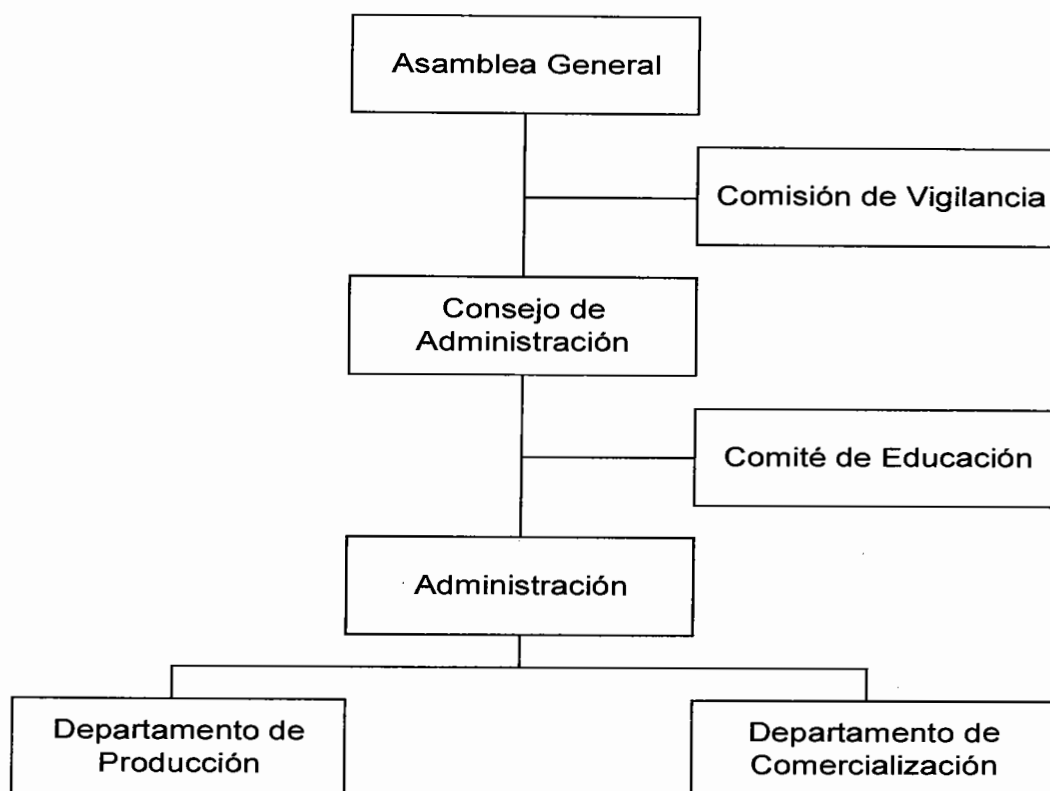 Asamblea General
Comisión de Vigilancia
Consejo de
Administración
Comité de Educación
Administración
Departamento de
Producción
Departamento de
Comercialización